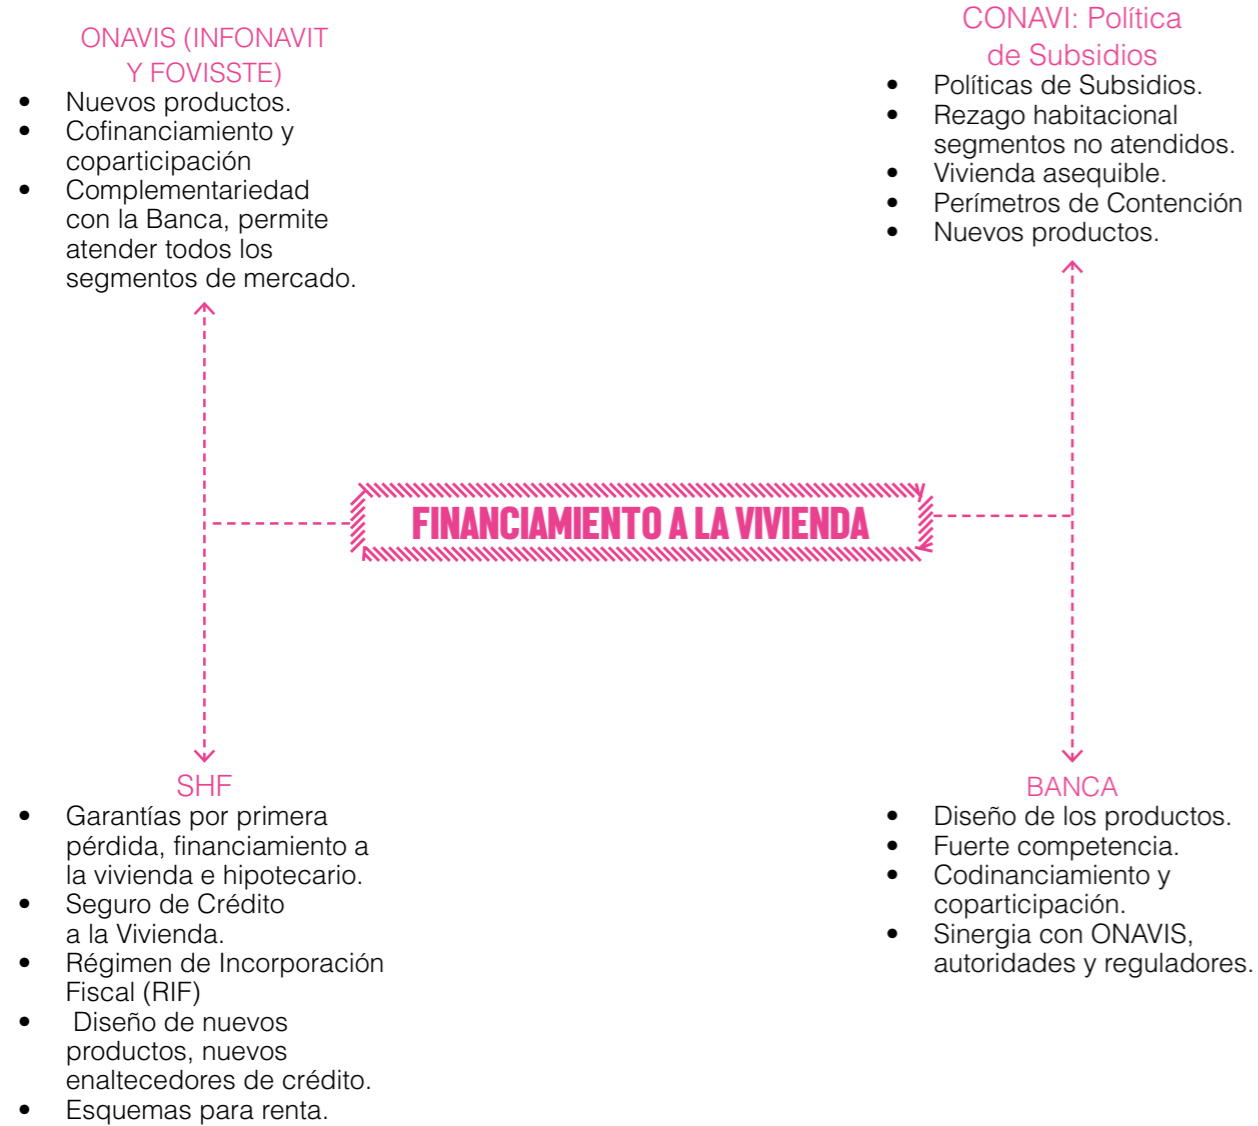 ONAVIS (INFONAVIT
Y FOVISSTE)
• Nuevos productos.
• Cofinanciamiento y
coparticipación
• Complementariedad
con la Banca, permite
atender todos los
segmentos de mercado.
CONAVI: Política
de Subsidios
• Políticas de Subsidios.
• Rezago habitacional
segmentos no atendidos.
• Vivienda asequible.
• Perímetros de Contención
• Nuevos productos.
FINANCIAMIENTO A LA VIVIENDA
SHF
• Garantías por primera
pérdida, financiamiento a
la vivienda e hipotecario.
• Seguro de Crédito
a la Vivienda.
• Régimen de Incorporación
Fiscal (RIF)
• Diseño de nuevos
productos, nuevos
enaltecedores de crédito.
• Esquemas para renta.
BANCA
• Diseño de los productos.
• Fuerte competencia.
• Codinanciamiento y
coparticipación.
• Sinergia con ONAVIS,
autoridades y reguladores.